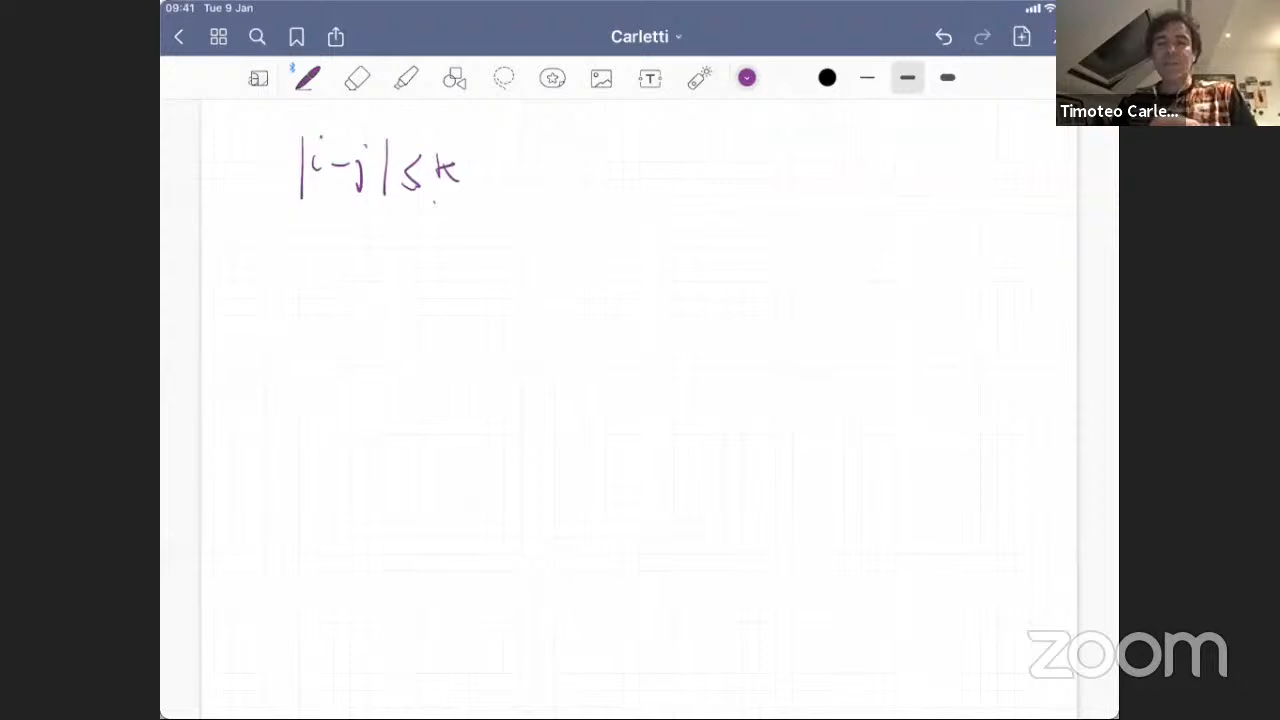 09:41 Tue 9 Jan
Carletti
Timoteo Carle...
|i-j| ≤ k
zoom